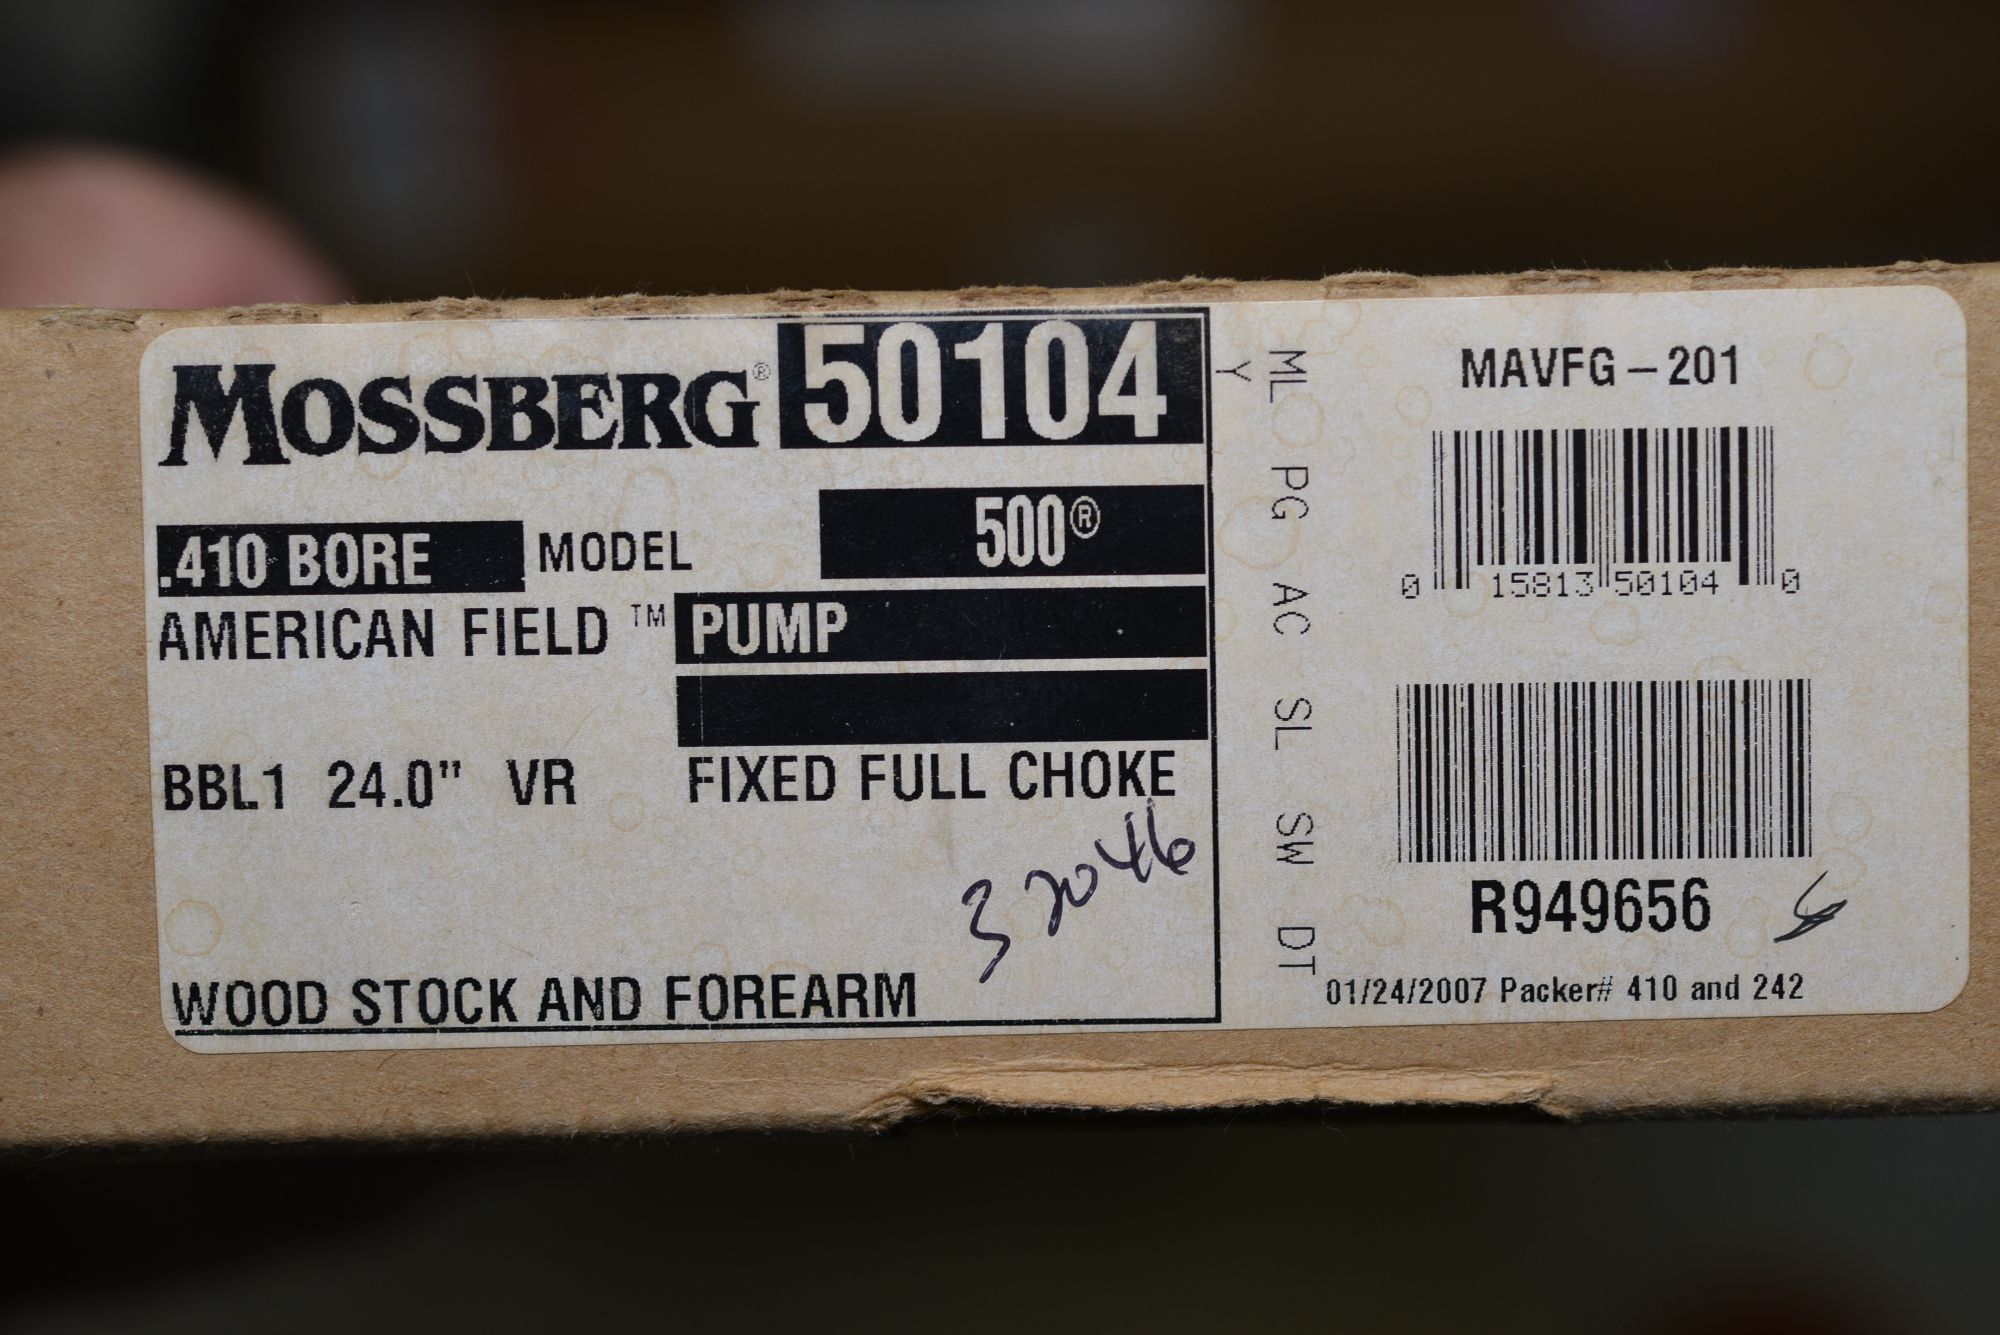 MOSSBERG® 50104
.410 BORE MODEL 500®
AMERICAN FIELD ™ PUMP
BBL1 24.0" VR FIXED FULL CHOKE
32046
WOOD STOCK AND FOREARM
Y
ML PG AC SL SW DT
MAVFG-201
0 15813 50104 0
R949656
01/24/2007 Packer# 410 and 242